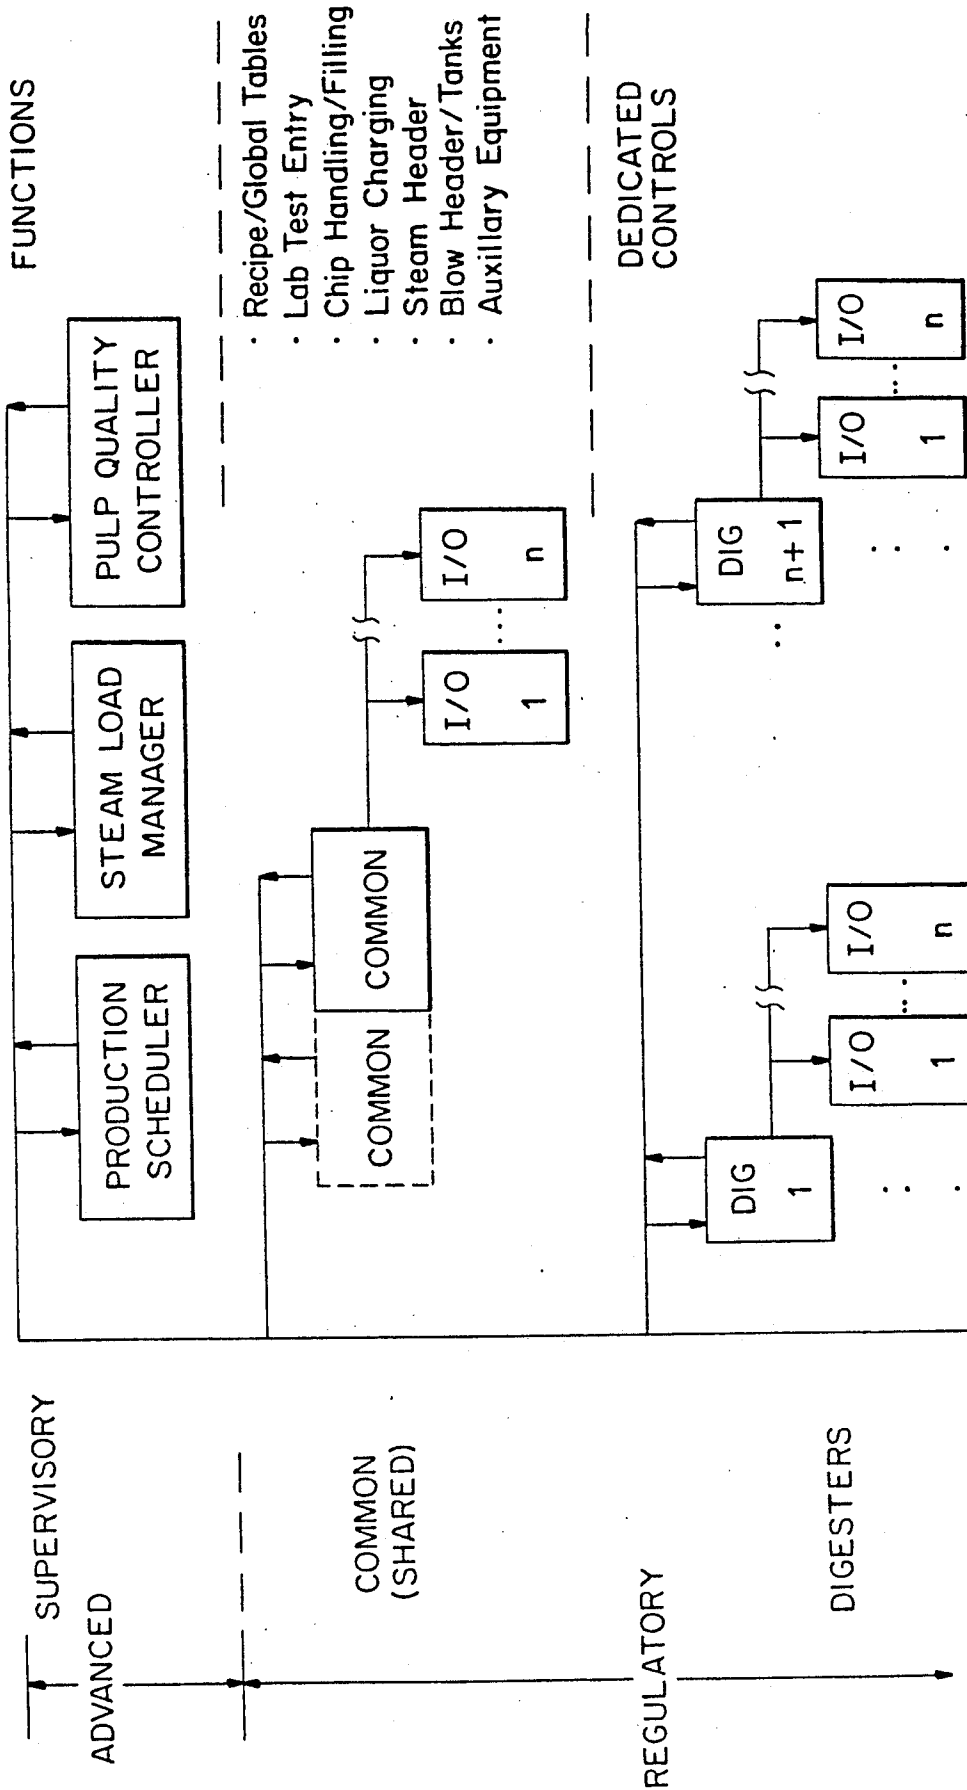 SUPERVISORY
ADVANCED
FUNCTIONS
PRODUCTION
SCHEDULER
STEAM LOAD
MANAGER
PULP QUALITY
CONTROLLER
COMMON
(SHARED)
COMMON
COMMON
I/O
1
....
I/O
n
· Recipe/Global Tables
· Lab Test Entry
· Chip Handling/Filling
· Liquor Charging
· Steam Header
· Blow Header/Tanks
· Auxillary Equipment
REGULATORY
DIGESTERS
DEDICATED
CONTROLS
DIG
1
I/O
1
...
I/O
n
DIG
n+1
I/O
1
...
I/O
n